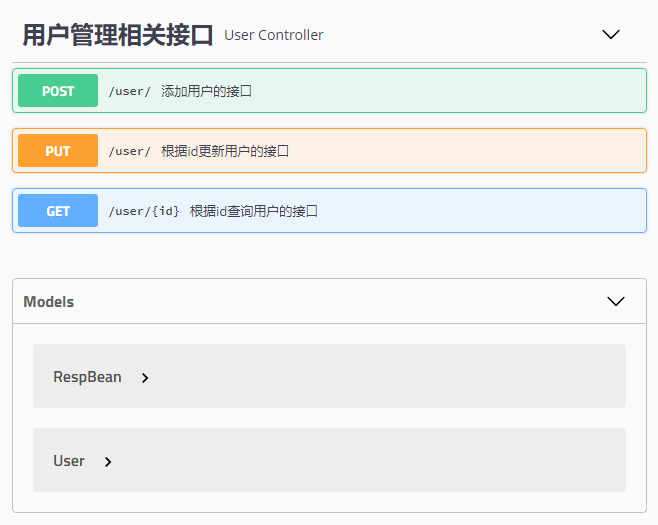 用户管理相关接口 User Controller
POST /user/ 添加用户的接口
PUT /user/ 根据id更新用户的接口
GET /user/{id} 根据id查询用户的接口
Models
RespBean
User